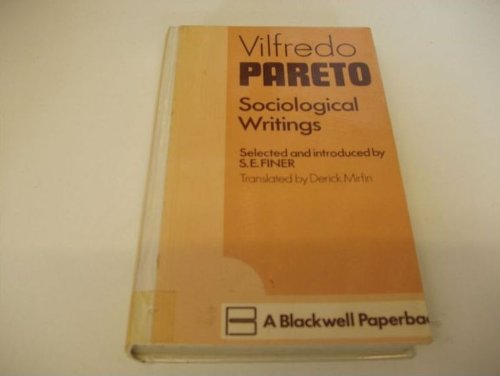 Vilfredo
PARETO
Sociological
Writings
Selected and introduced by
S.E. FINER
Translated by Derick Mirfin
A Blackwell Paperbac